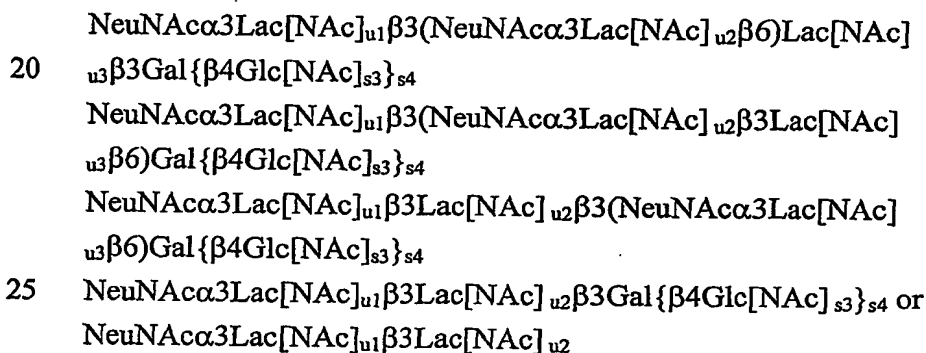 NeuNAcα3Lac[NAc]u1β3(NeuNAcα3Lac[NAc] u2β6)Lac[NAc]
20 u3β3Gal{β4Glc[NAc]s3}s4
NeuNAcα3Lac[NAc]u1β3(NeuNAcα3Lac[NAc] u2β3Lac[NAc]
u3β6)Gal{β4Glc[NAc]s3}s4
NeuNAcα3Lac[NAc]u1β3Lac[NAc] u2β3(NeuNAcα3Lac[NAc]
u3β6)Gal{β4Glc[NAc]s3}s4
25 NeuNAcα3Lac[NAc]u1β3Lac[NAc] u2β3Gal{β4Glc[NAc] s3}s4 or
NeuNAcα3Lac[NAc]u1β3Lac[NAc] u2